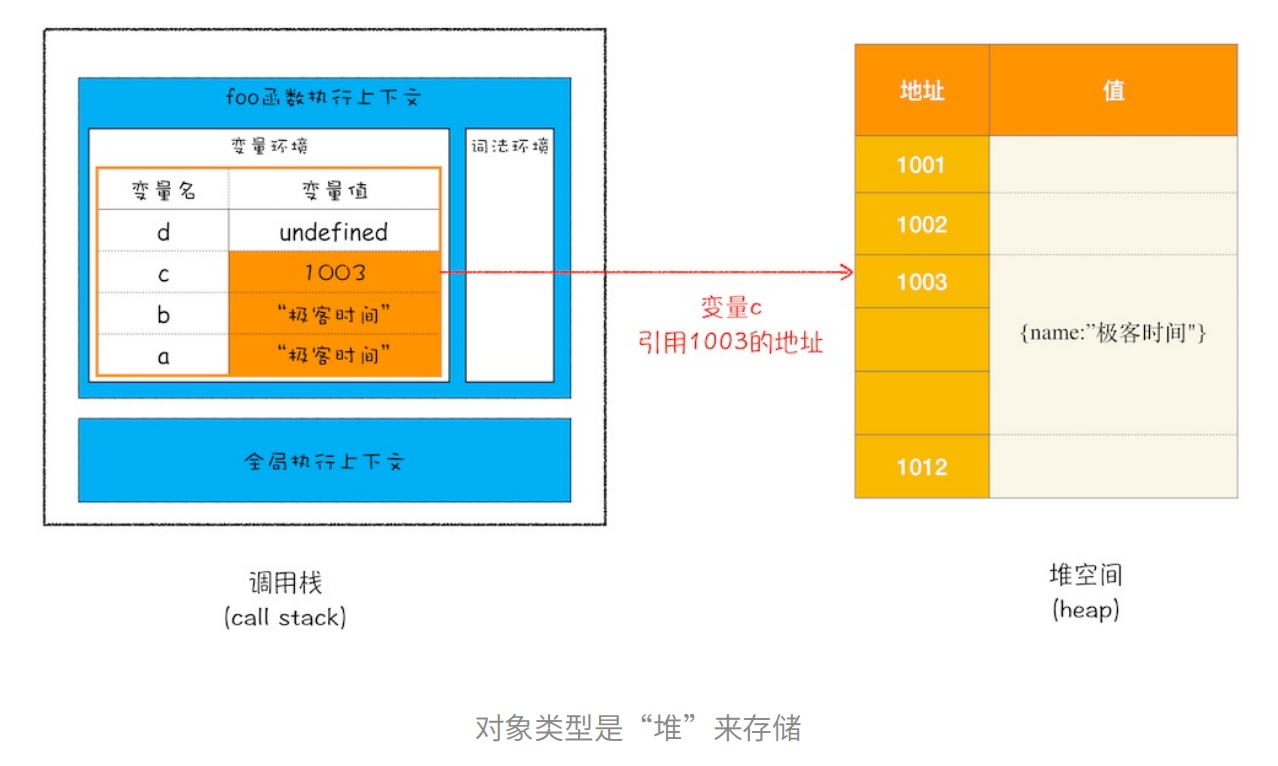 foo函数执行上下文
变量环境
词法环境
变量名 变量值
d undefined
c 1003
b “极客时间”
a “极客时间”
全局执行上下文
调用栈
(call stack)
变量c
引用1003的地址
地址 值
1001
1002
1003
{name:”极客时间"}
1012
堆空间
(heap)
对象类型是“堆”来存储